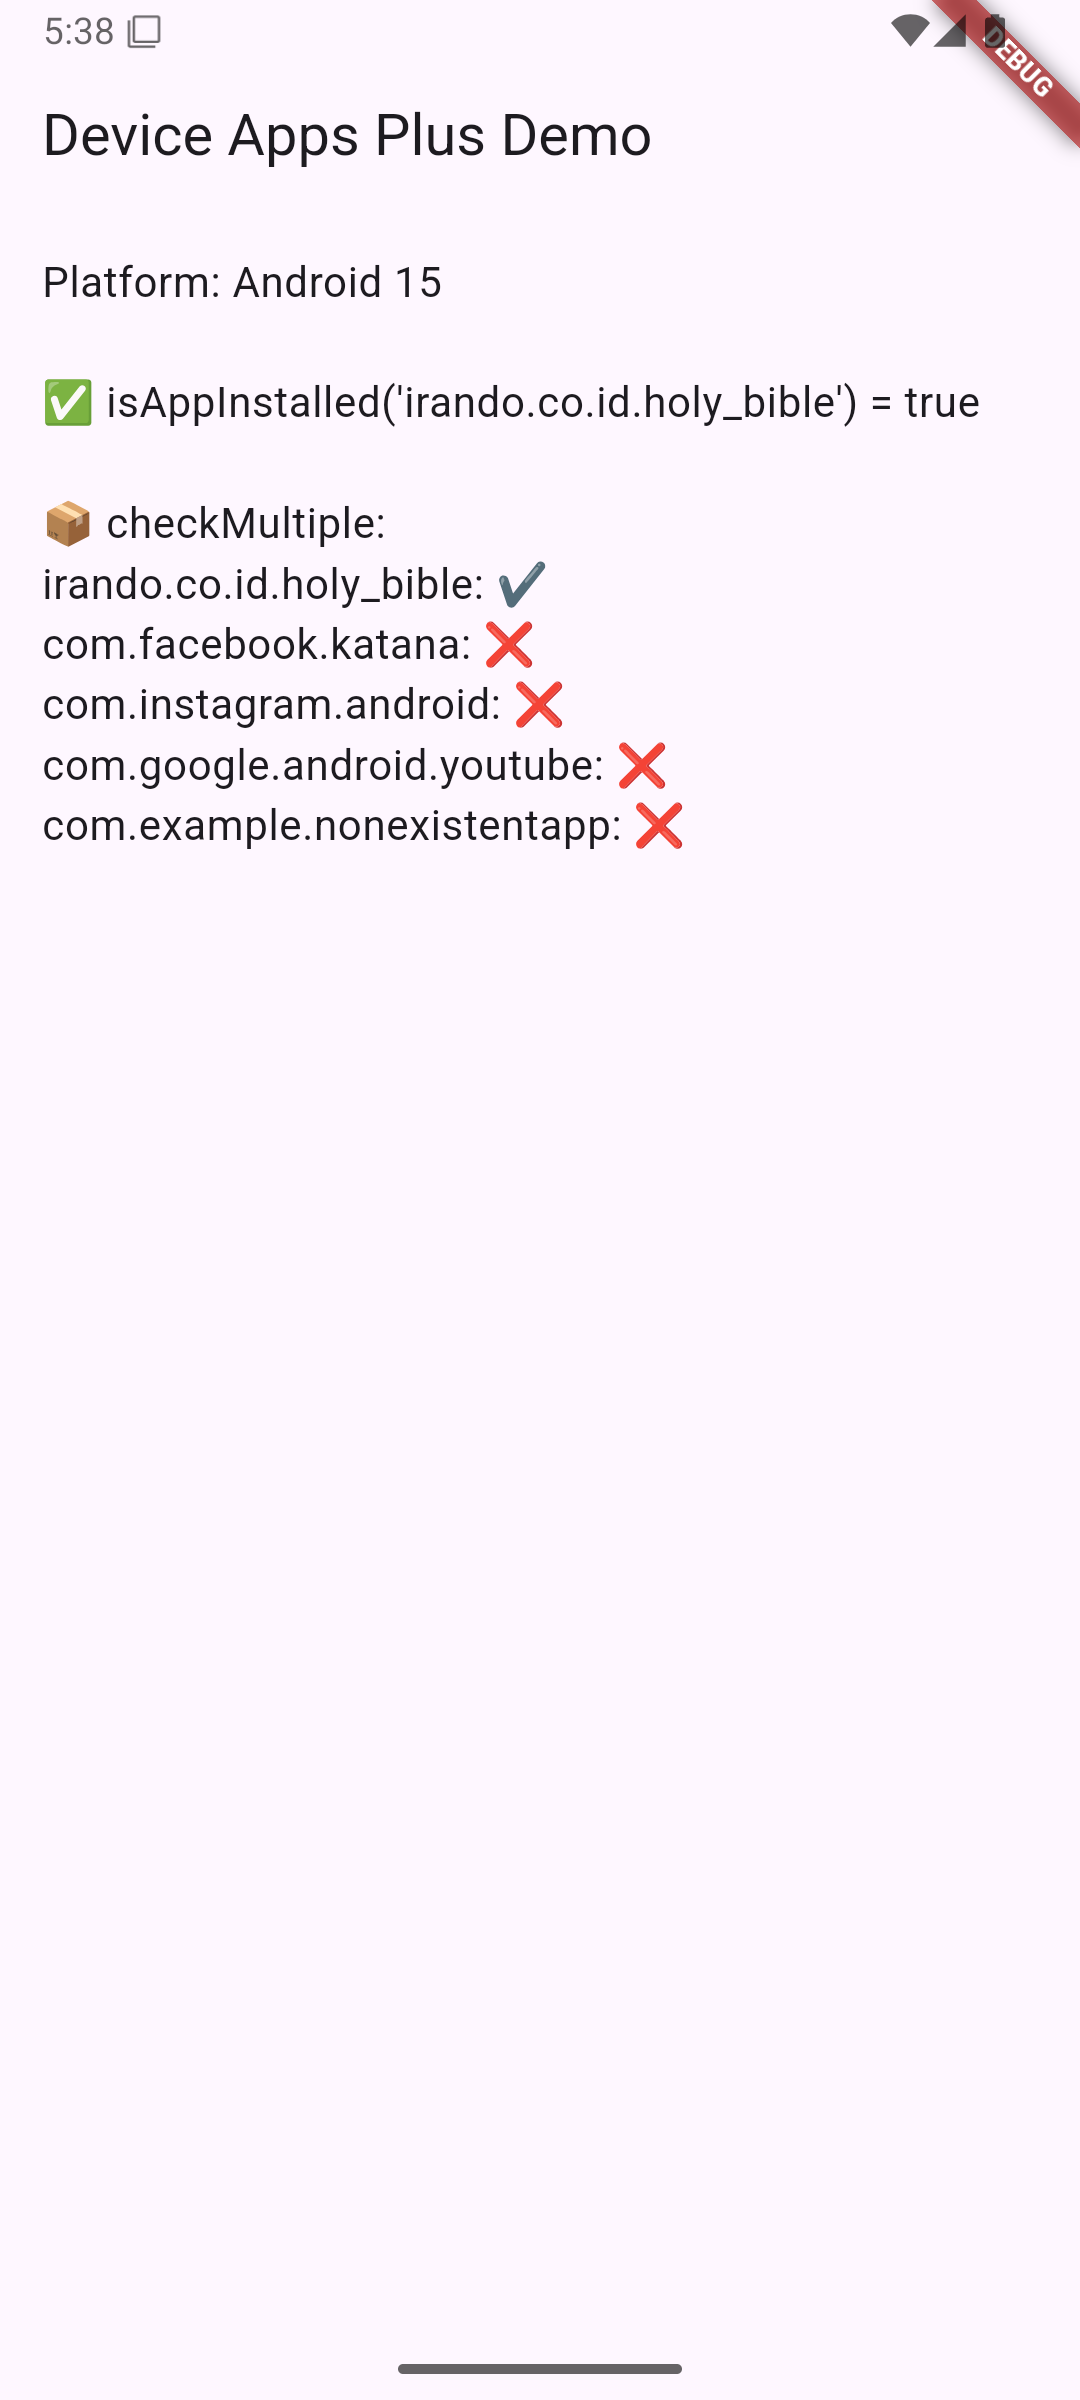 5:38
DEBUG
Device Apps Plus Demo
Platform: Android 15
✅ isAppInstalled('irando.co.id.holy_bible') = true
📦 checkMultiple:
irando.co.id.holy_bible: ✔️
com.facebook.katana: ❌
com.instagram.android: ❌
com.google.android.youtube: ❌
com.example.nonexistentapp: ❌